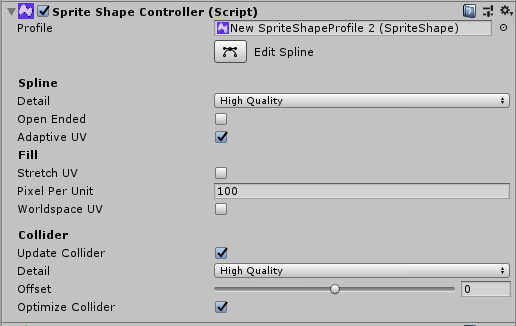 Sprite Shape Controller (Script)
Profile New SpriteShapeProfile 2 (SpriteShape)
Edit Spline
Spline
Detail High Quality
Open Ended
Adaptive UV
Fill
Stretch UV
Pixel Per Unit 100
Worldspace UV
Collider
Update Collider
Detail High Quality
Offset 0
Optimize Collider